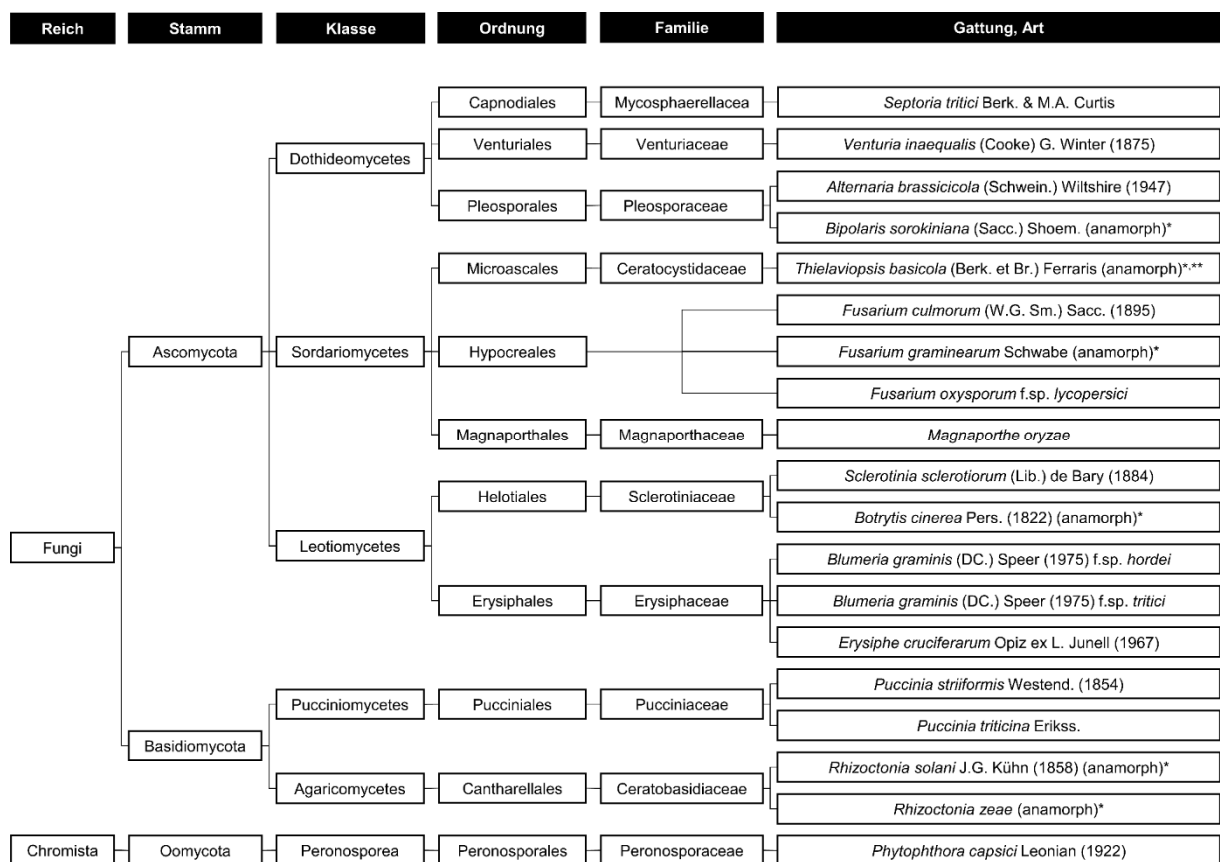 Reich Stamm Klasse Ordnung Familie Gattung, Art
Capnodiales Mycosphaerellacea Septoria tritici Berk. & M.A. Curtis
Venturiales Venturiaceae Venturia inaequalis (Cooke) G. Winter (1875)
Dothideomycetes
Alternaria brassicicola (Schwein.) Wiltshire (1947)
Pleosporales Pleosporaceae
Bipolaris sorokiniana (Sacc.) Shoem. (anamorph)*
Microascales Ceratocystidaceae Thielaviopsis basicola (Berk. et Br.) Ferraris (anamorph)*,**
Fusarium culmorum (W.G. Sm.) Sacc. (1895)
Ascomycota Sordariomycetes Hypocreales Fusarium graminearum Schwabe (anamorph)*
Fusarium oxysporum f.sp. lycopersici
Magnaporthales Magnaporthaceae Magnaporthe oryzae
Sclerotinia sclerotiorum (Lib.) de Bary (1884)
Helotiales Sclerotiniaceae
Botrytis cinerea Pers. (1822) (anamorph)*
Fungi Leotiomycetes
Blumeria graminis (DC.) Speer (1975) f.sp. hordei
Erysiphales Erysiphaceae Blumeria graminis (DC.) Speer (1975) f.sp. tritici
Erysiphe cruciferarum Opiz ex L. Junell (1967)
Puccinia striiformis Westend. (1854)
Pucciniomycetes Pucciniales Pucciniaceae
Puccinia triticina Erikss.
Basidiomycota
Rhizoctonia solani J.G. Kühn (1858) (anamorph)*
Agaricomycetes Cantharellales Ceratobasidiaceae
Rhizoctonia zeae (anamorph)*
Chromista Oomycota Peronosporea Peronosporales Peronosporaceae Phytophthora capsici Leonian (1922)